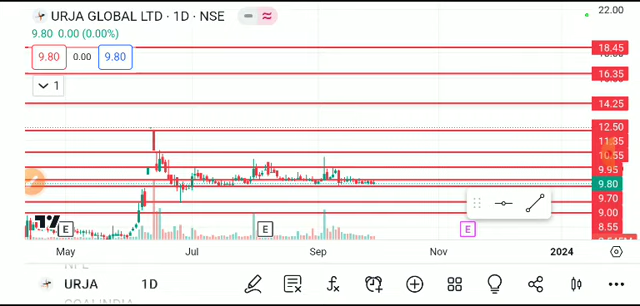 URJA GLOBAL LTD · 1D · NSE
22.00
9.80 0.00 (0.00%)
9.80 0.00 9.80
18.45
1
16.35
14.25
12.50
11.35
10.55
9.95
9.80
9.70
9.00
8.55
E E E
May Jul Sep Nov 2024
URJA 1D
COAL INDIA